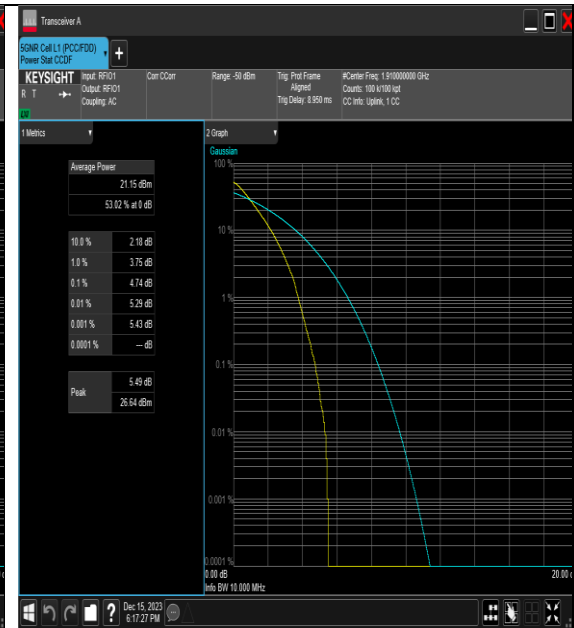 Transceiver A
5GNR Cell L1 (PCC/FDD)
Power Stat CCDF
+
KEYSIGHT
R T
LXI
Input: RFIO1
Output: RFIO1
Coupling: AC
Corr CCorr
Range: -50 dBm
Trig: Prot Frame
Aligned
Trig Delay: 8.950 ms
#Center Freq: 1.910000000 GHz
Counts: 100 k/100 kpt
CC Info: Uplink, 1 CC
1 Metrics
Average Power
21.15 dBm
53.02 % at 0 dB
10.0 % 2.18 dB
1.0 % 3.75 dB
0.1 % 4.74 dB
0.01 % 5.29 dB
0.001 % 5.43 dB
0.0001 % --- dB
Peak 5.49 dB
26.64 dBm
2 Graph
Gaussian
100 %
10 %
1 %
0.1 %
0.01 %
0.001 %
0.0001 %
0.00 dB
20.00
Info BW 10.000 MHz
?
Dec 15, 2023
6:17:27 PM